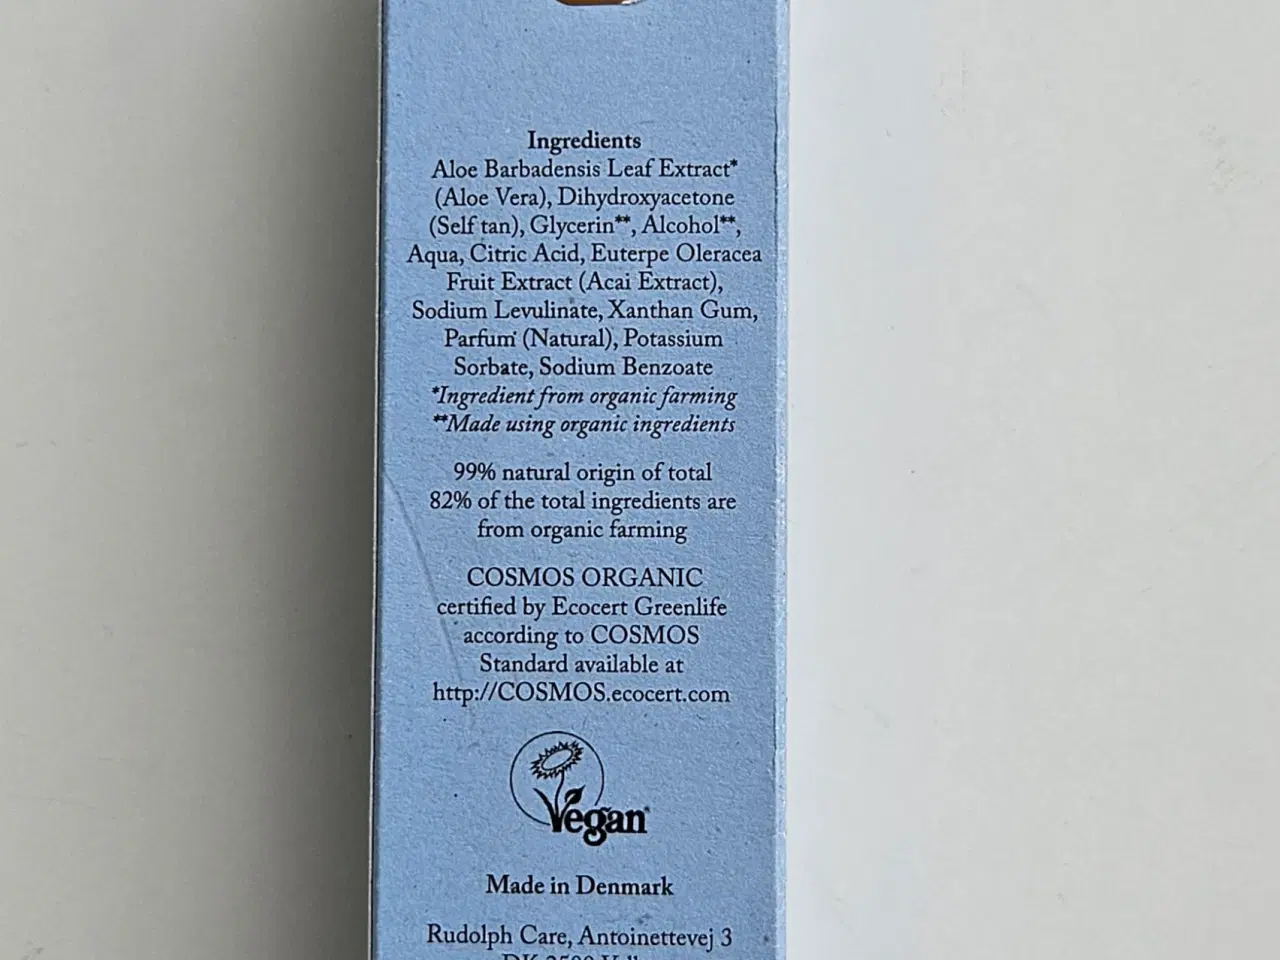 Ingredients
Aloe Barbadensis Leaf Extract*
(Aloe Vera), Dihydroxyacetone
(Self tan), Glycerin**, Alcohol**,
Aqua, Citric Acid, Euterpe Oleracea
Fruit Extract (Acai Extract),
Sodium Levulinate, Xanthan Gum,
Parfum* (Natural), Potassium
Sorbate, Sodium Benzoate
*Ingredient from organic farming
**Made using organic ingredients
99% natural origin of total
82% of the total ingredients are
from organic farming
COSMOS ORGANIC
certified by Ecocert Greenlife
according to COSMOS
Standard available at
http://COSMOS.ecocert.com
Vegan
Made in Denmark
Rudolph Care, Antoinettevej 3